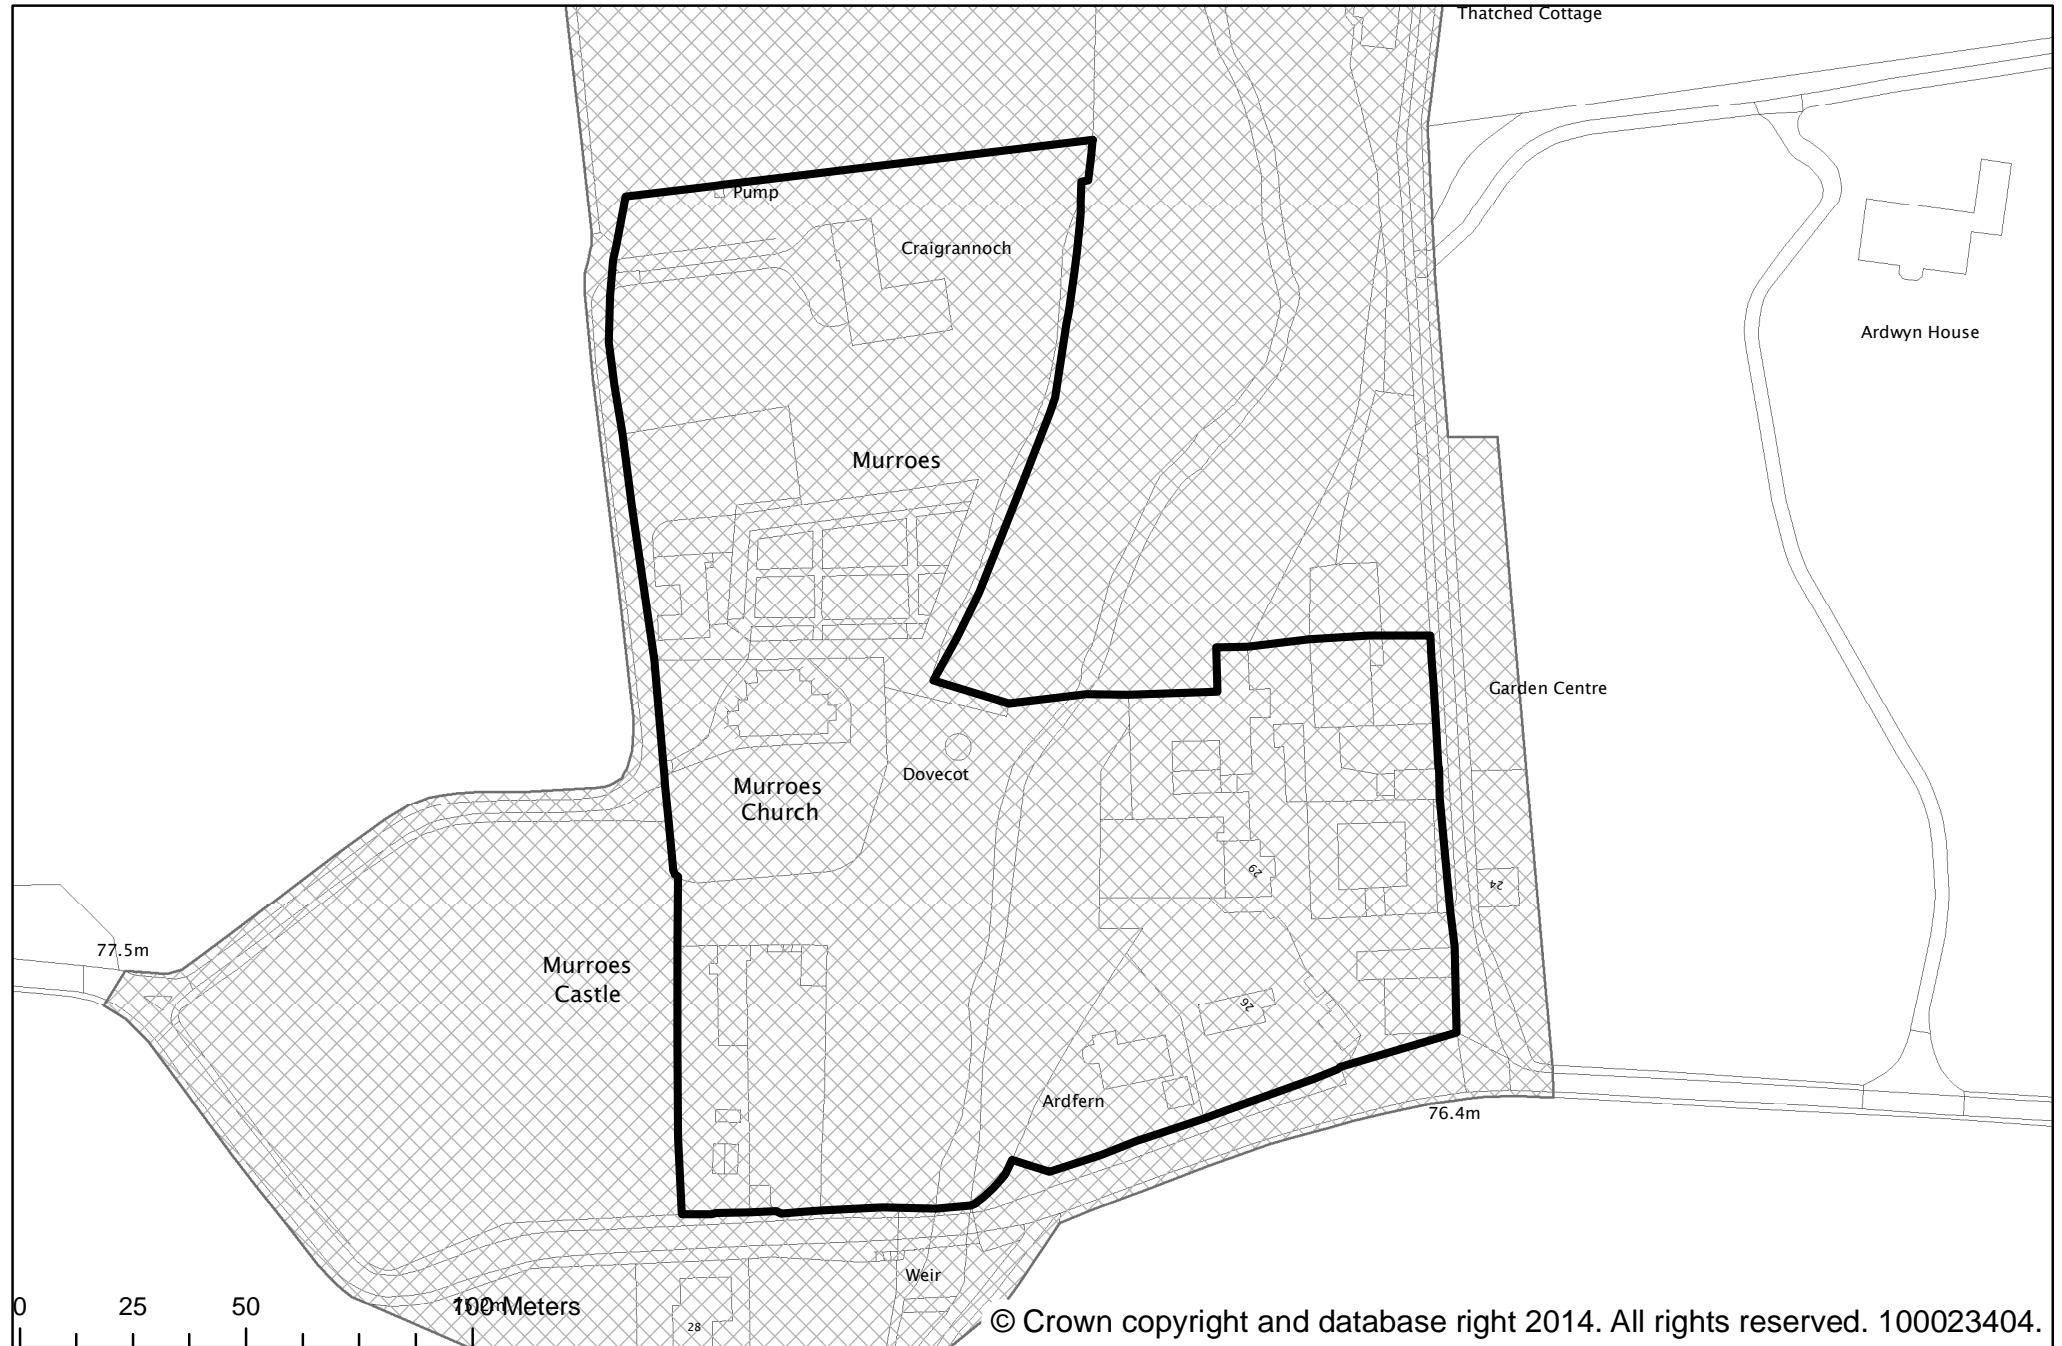 Thatched Cottage
Pump
Craigrannoch
Ardwyn House
Murroes
Garden Centre
Dovecot
Murroes
Church
29
24
77.5m
Murroes
Castle
26
Ardfern
76.4m
Weir
0 25 50 100 Meters
28
© Crown copyright and database right 2014. All rights reserved. 100023404.